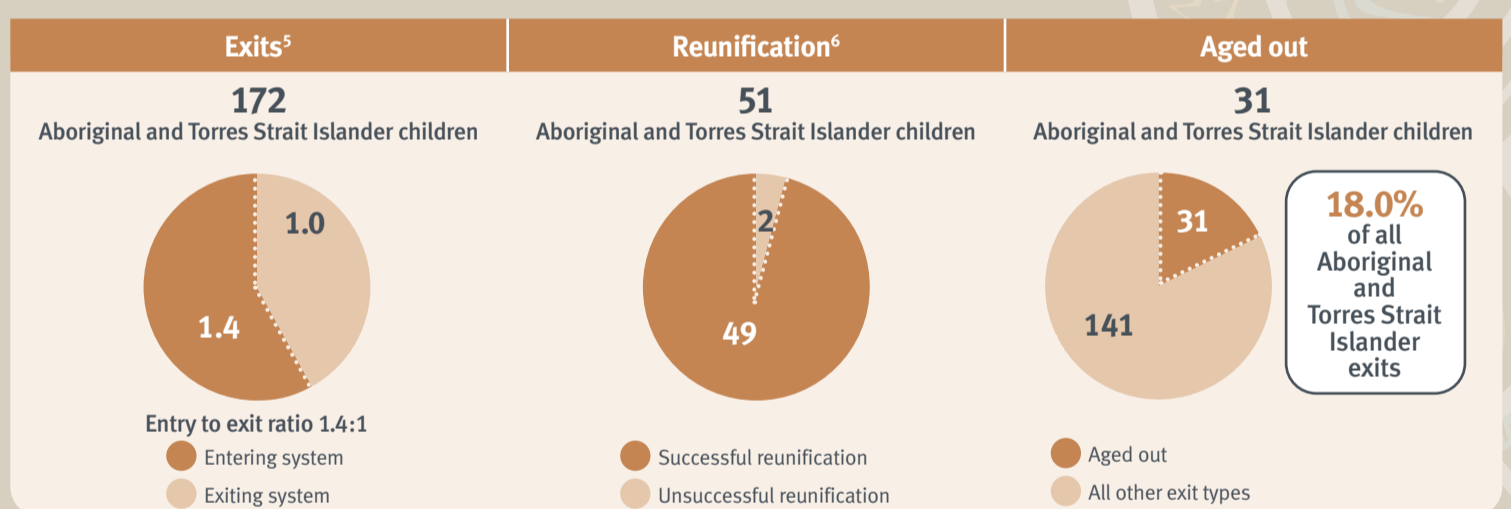 Exits⁵
172
Aboriginal and Torres Strait Islander children
1.0
1.4
Entry to exit ratio 1.4:1
Entering system
Exiting system
Reunification⁶
51
Aboriginal and Torres Strait Islander children
2
49
Successful reunification
Unsuccessful reunification
Aged out
31
Aboriginal and Torres Strait Islander children
31
141
18.0%
of all
Aboriginal
and
Torres Strait
Islander
exits
Aged out
All other exit types